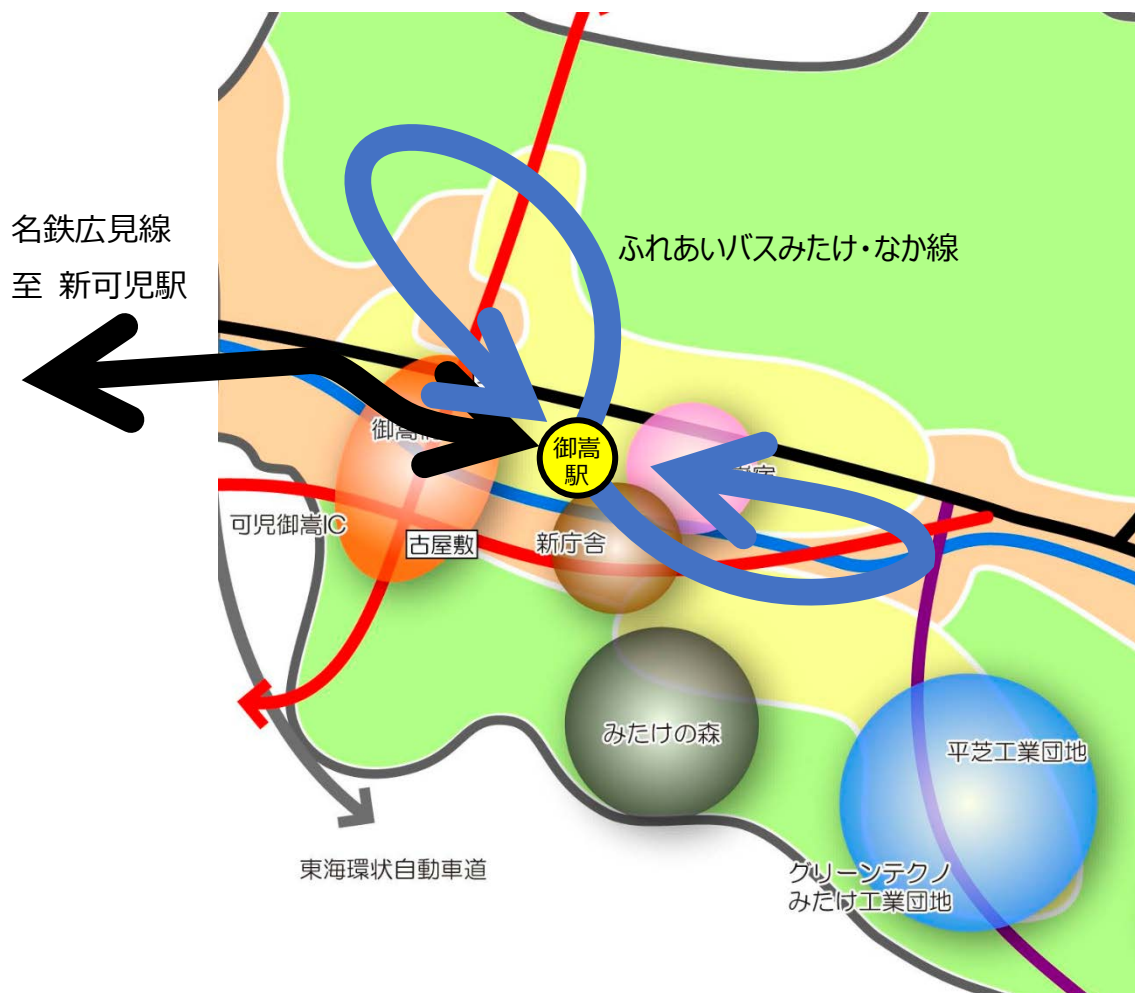 名鉄広見線
至 新可児駅
ふれあいバスみたけ・なか線
御嵩
駅
可児御嵩IC
古屋敷
新庁舎
みたけの森
平芝工業団地
グリーンテクノ
みたけ工業団地
東海環状自動車道